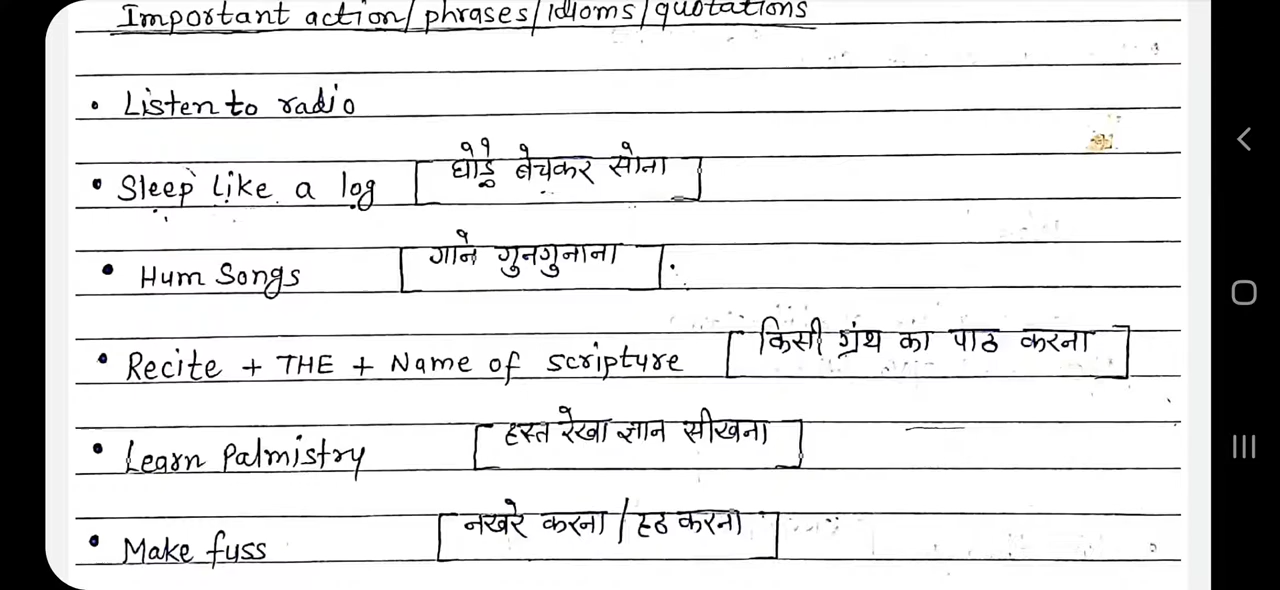 Important action/phrases/idioms/quotations
• Listen to radio
• Sleep like a log [घोड़े बेचकर सोना]
• Hum Songs [गाने गुनगुनाना].
• Recite + THE + Name of scripture [किसी ग्रंथ का पाठ करना]
• Learn Palmistry [हस्त रेखा ज्ञान सीखना]
• Make fuss [नखरे करना/हठ करना]